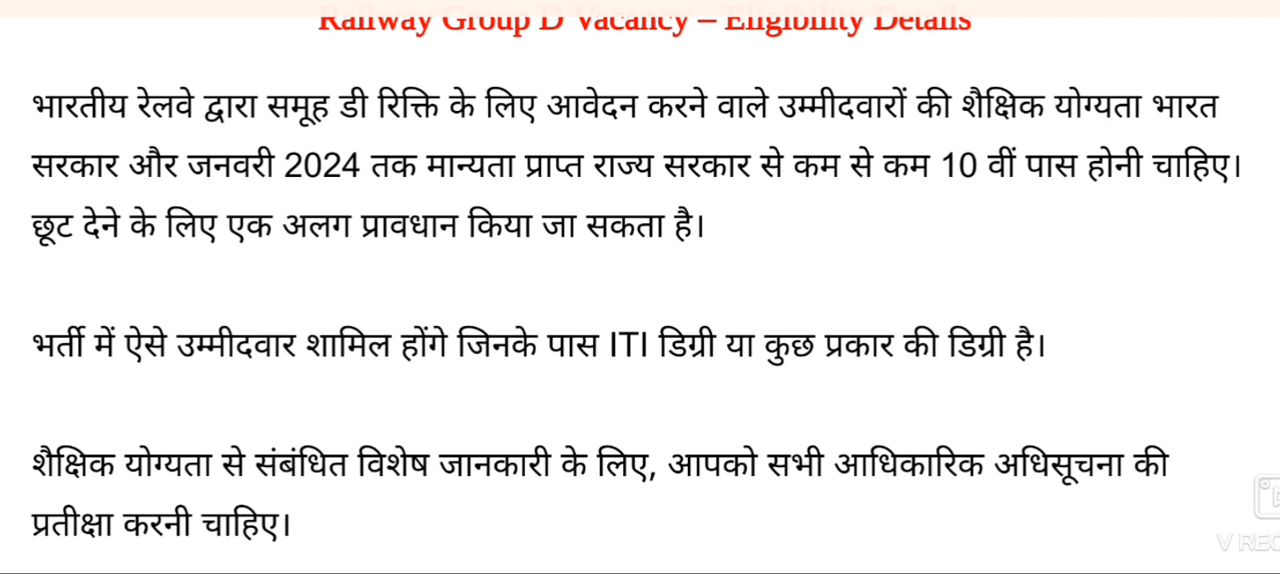 Railway Group D Vacancy – Eligibility Details
भारतीय रेलवे द्वारा समूह डी रिक्ति के लिए आवेदन करने वाले उम्मीदवारों की शैक्षिक योग्यता भारत
सरकार और जनवरी 2024 तक मान्यता प्राप्त राज्य सरकार से कम से कम 10 वीं पास होनी चाहिए।
छूट देने के लिए एक अलग प्रावधान किया जा सकता है।
भर्ती में ऐसे उम्मीदवार शामिल होंगे जिनके पास ITI डिग्री या कुछ प्रकार की डिग्री है।
शैक्षिक योग्यता से संबंधित विशेष जानकारी के लिए, आपको सभी आधिकारिक अधिसूचना की
प्रतीक्षा करनी चाहिए।
V REC